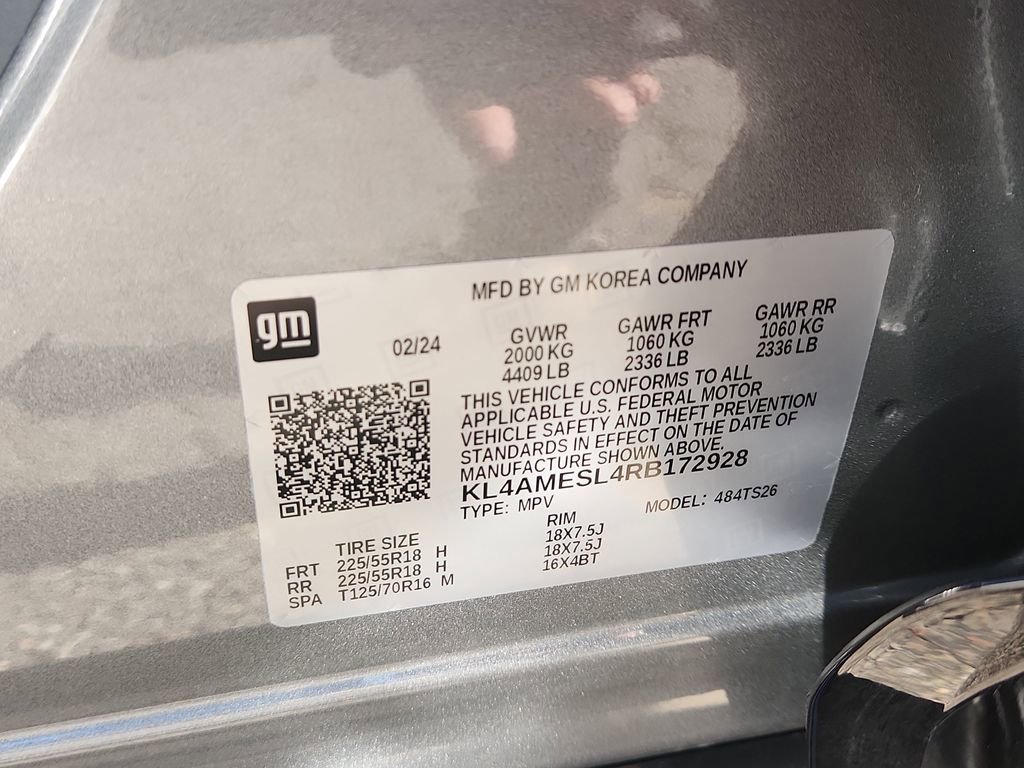 MFD BY GM KOREA COMPANY
gm
02/24
GVWR GAWR FRT GAWR RR
2000 KG 1060 KG 1060 KG
4409 LB 2336 LB 2336 LB
THIS VEHICLE CONFORMS TO ALL
APPLICABLE U.S. FEDERAL MOTOR
VEHICLE SAFETY AND THEFT PREVENTION
STANDARDS IN EFFECT ON THE DATE OF
MANUFACTURE SHOWN ABOVE.
KL4AMESL4RB172928
TYPE: MPV MODEL: 484TS26
TIRE SIZE RIM
FRT 225/55R18 H 18X7.5J
RR 225/55R18 H 18X7.5J
SPA T125/70R16 M 16X4BT